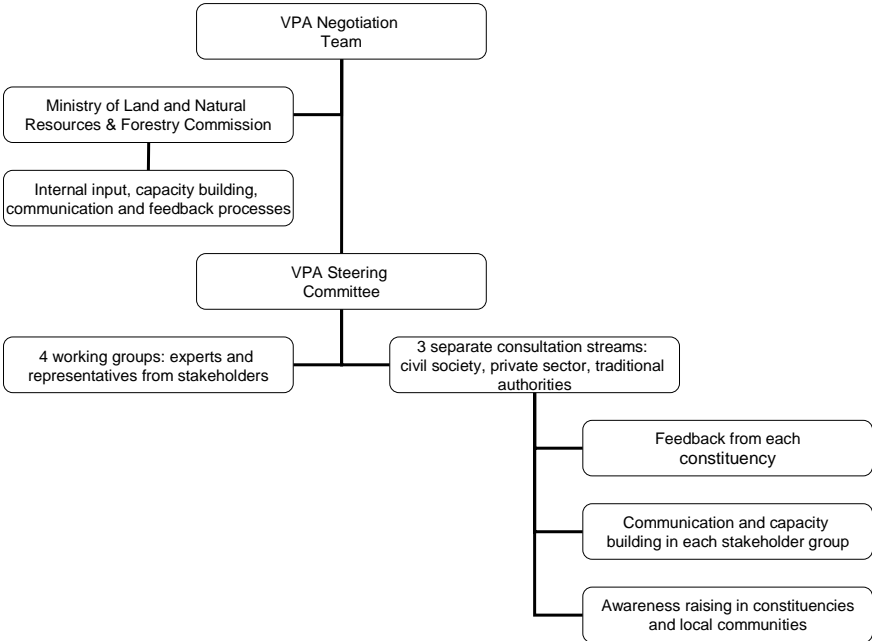 VPA Negotiation
Team
Ministry of Land and Natural
Resources & Forestry Commission
Internal input, capacity building,
communication and feedback processes
VPA Steering
Committee
4 working groups: experts and
representatives from stakeholders
3 separate consultation streams:
civil society, private sector, traditional
authorities
Feedback from each
constituency
Communication and capacity
building in each stakeholder group
Awareness raising in constituencies
and local communities